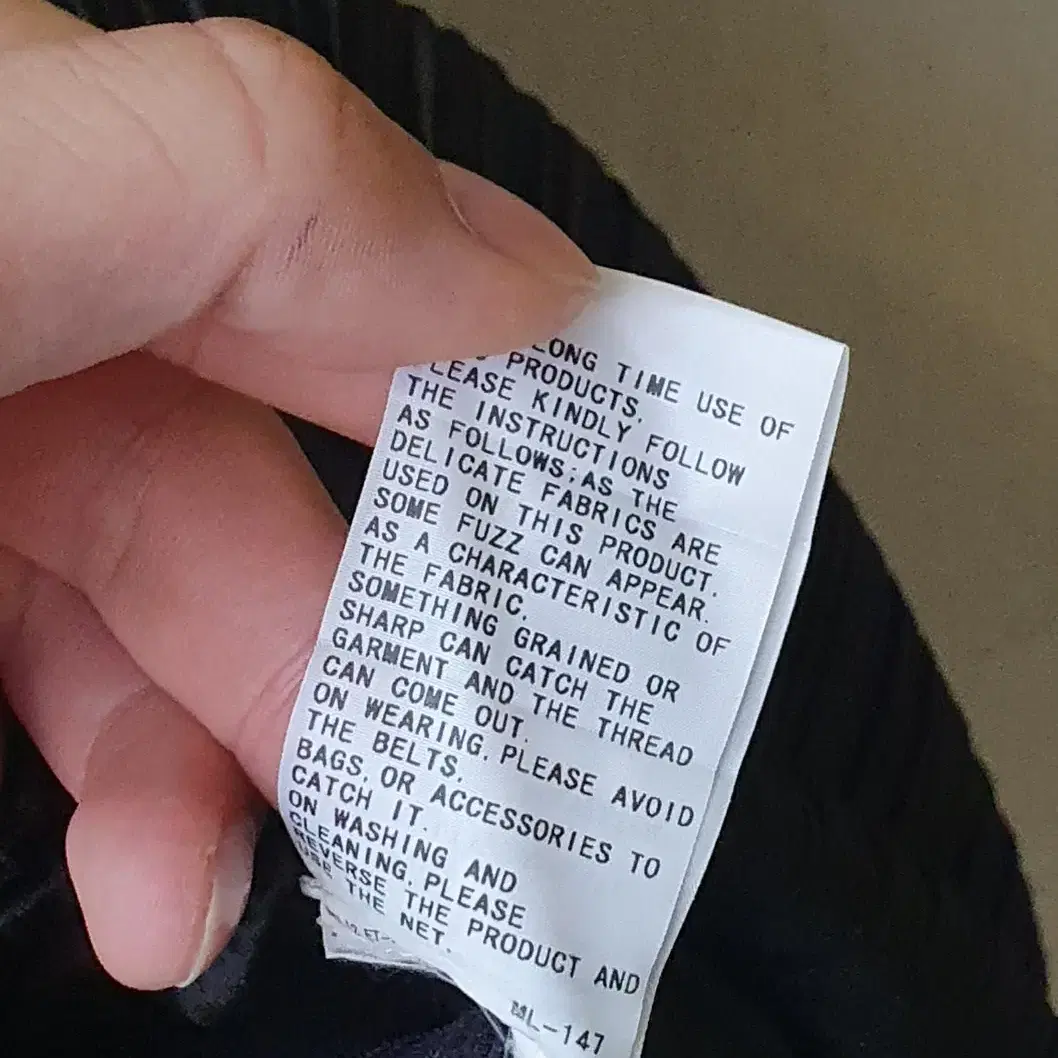 LONG TIME USE OF
PRODUCTS.
PLEASE KINDLY FOLLOW
THE INSTRUCTIONS
AS FOLLOWS;AS THE
DELICATE FABRICS ARE
USED ON THIS PRODUCT.
SOME FUZZ CAN APPEAR.
AS A CHARACTERISTIC OF
THE FABRIC.
SOMETHING GRAINED OR
SHARP CAN CATCH THE
GARMENT AND THE THREAD
CAN COME OUT.
ON WEARING.PLEASE AVOID
THE BELTS.
BAGS.OR ACCESSORIES TO
CATCH IT.
ON WASHING AND
CLEANING.PLEASE
REVERSE THE PRODUCT AND
USE THE NET.
ML-147